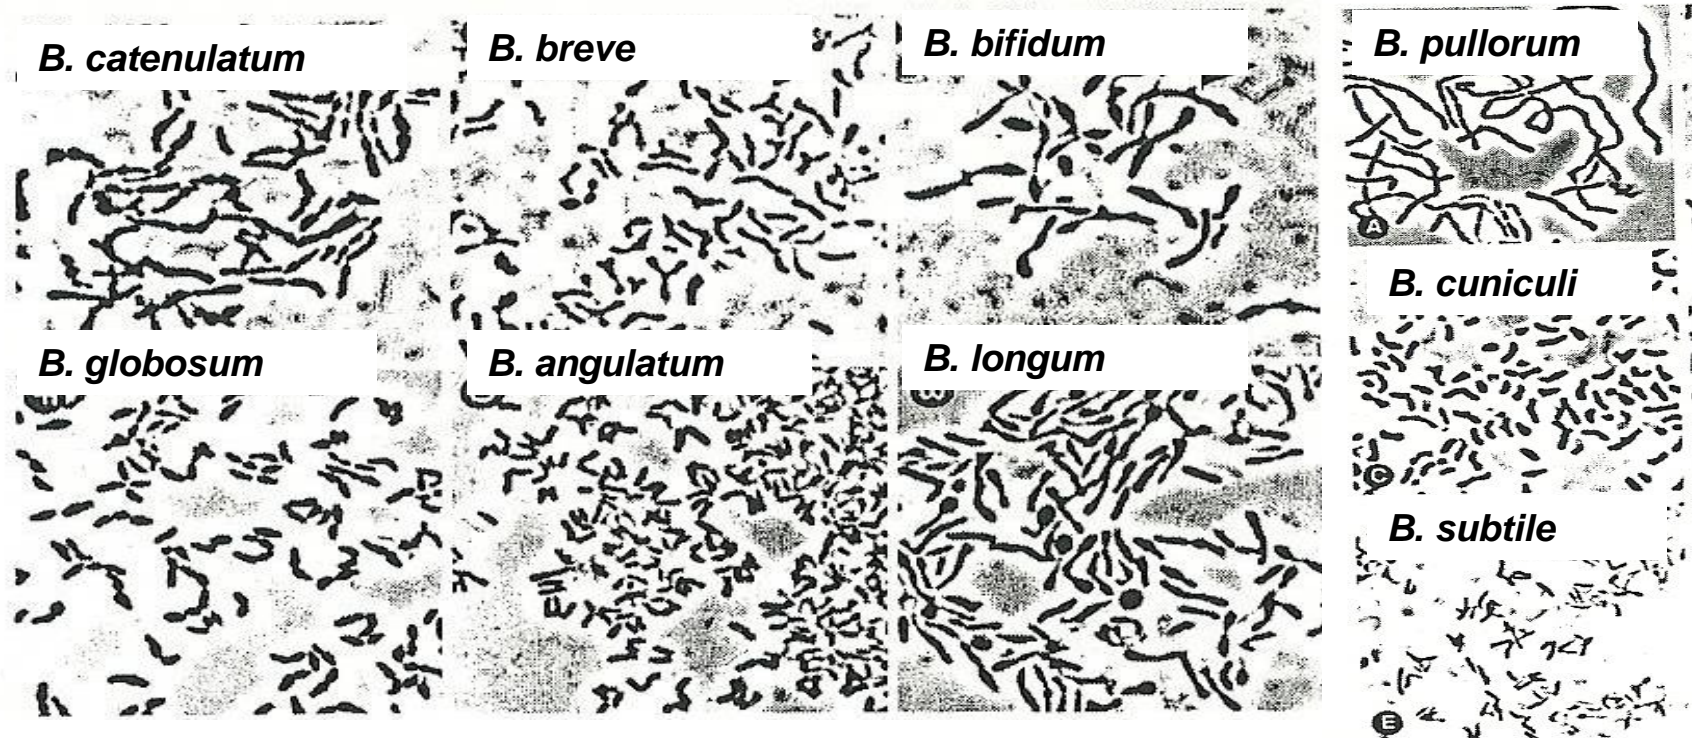 B. catenulatum
B. breve
B. bifidum
B. pullorum
A
B. cuniculi
C
B. globosum
B. angulatum
B. longum
B. subtile
E